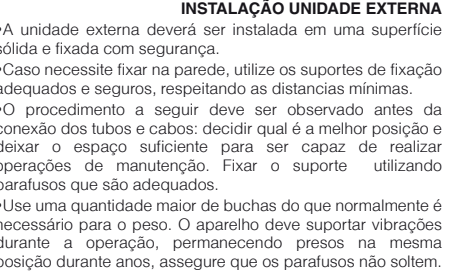 INSTALAÇÃO UNIDADE EXTERNA
•A unidade externa deverá ser instalada em uma superfície
sólida e fixada com segurança.
•Caso necessite fixar na parede, utilize os suportes de fixação
adequados e seguros, respeitando as distancias mínimas.
•O procedimento a seguir deve ser observado antes da
conexão dos tubos e cabos: decidir qual é a melhor posição e
deixar o espaço suficiente para ser capaz de realizar
operações de manutenção. Fixar o suporte utilizando
parafusos que são adequados.
•Use uma quantidade maior de buchas do que normalmente é
necessário para o peso. O aparelho deve suportar vibrações
durante a operação, permanecendo presos na mesma
posição durante anos, assegure que os parafusos não soltem.